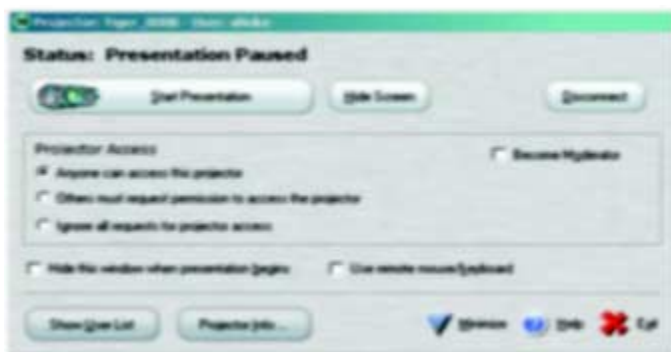 Projector: Tiger
Status: Presentation Paused
Start Presentation
Hide Screen
Disconnect
Projector Access
Become Moderator
Anyone can access this projector
Others must request permission to access the projector
Ignore all requests for projector access
Hide this window when presentation begins
Use remote mouse/keyboard
Show User List
Projector Info...
Minimize
Help
Exit